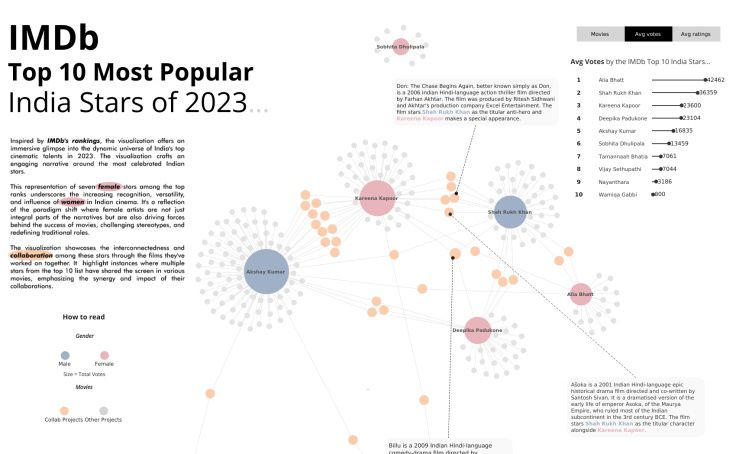 IMDb
Top 10 Most Popular
India Stars of 2023...
Inspired by IMDb's rankings, the visualization offers an
immersive glimpse into the dynamic universe of India's top
cinematic talents in 2023. The visualization crafts an
engaging narrative around the most celebrated Indian
stars.
This representation of seven female stars among the top
ranks underscores the increasing recognition, versatility,
and influence of women in Indian cinema. It's a reflection
of the paradigm shift where female artists are not just
integral parts of the narratives but are also driving forces
behind the success of movies, challenging stereotypes, and
redefining traditional roles.
The visualization showcases the interconnectedness and
collaboration among these stars through the films they've
worked on together. It highlight instances where multiple
stars from the top 10 list have shared the screen in various
movies, emphasizing the synergy and impact of their
collaborations.
How to read
Gender
Male Female
Size = Total Votes
Movies
Collab Projects Other Projects
Sobhita Dhulipala
Don: The Chase Begins Again, better known simply as Don,
is a 2006 Indian Hindi-language action thriller film directed
by Farhan Akhtar. The film was produced by Ritesh Sidhwani
and Akhtar's production company Excel Entertainment. The
film stars Shah Rukh Khan as the titular anti-hero and
Kareena Kapoor makes a special appearance.
Kareena Kapoor
Shah Rukh Khan
Akshay Kumar
Alia Bhatt
Deepika Padukone
Movies Avg votes Avg ratings
Avg Votes by the IMDb Top 10 India Stars...
1 Alia Bhatt 42462
2 Shah Rukh Khan 36359
3 Kareena Kapoor 23600
4 Deepika Padukone 23104
5 Akshay Kumar 16835
6 Sobhita Dhulipala 13459
7 Tamannaah Bhatia 7061
8 Vijay Sethupathi 7044
9 Nayanthara 3186
10 Wamiqa Gabbi 800
Aśoka is a 2001 Indian Hindi-language epic
historical drama film directed and co-written by
Santosh Sivan. It is a dramatised version of the
early life of emperor Asoka, of the Maurya
Empire, who ruled most of the Indian
subcontinent in the 3rd century BCE. The film
stars Shah Rukh Khan as the titular character
alongside Kareena Kapoor.
Billu is a 2009 Indian Hindi-language
comedy-drama film directed by